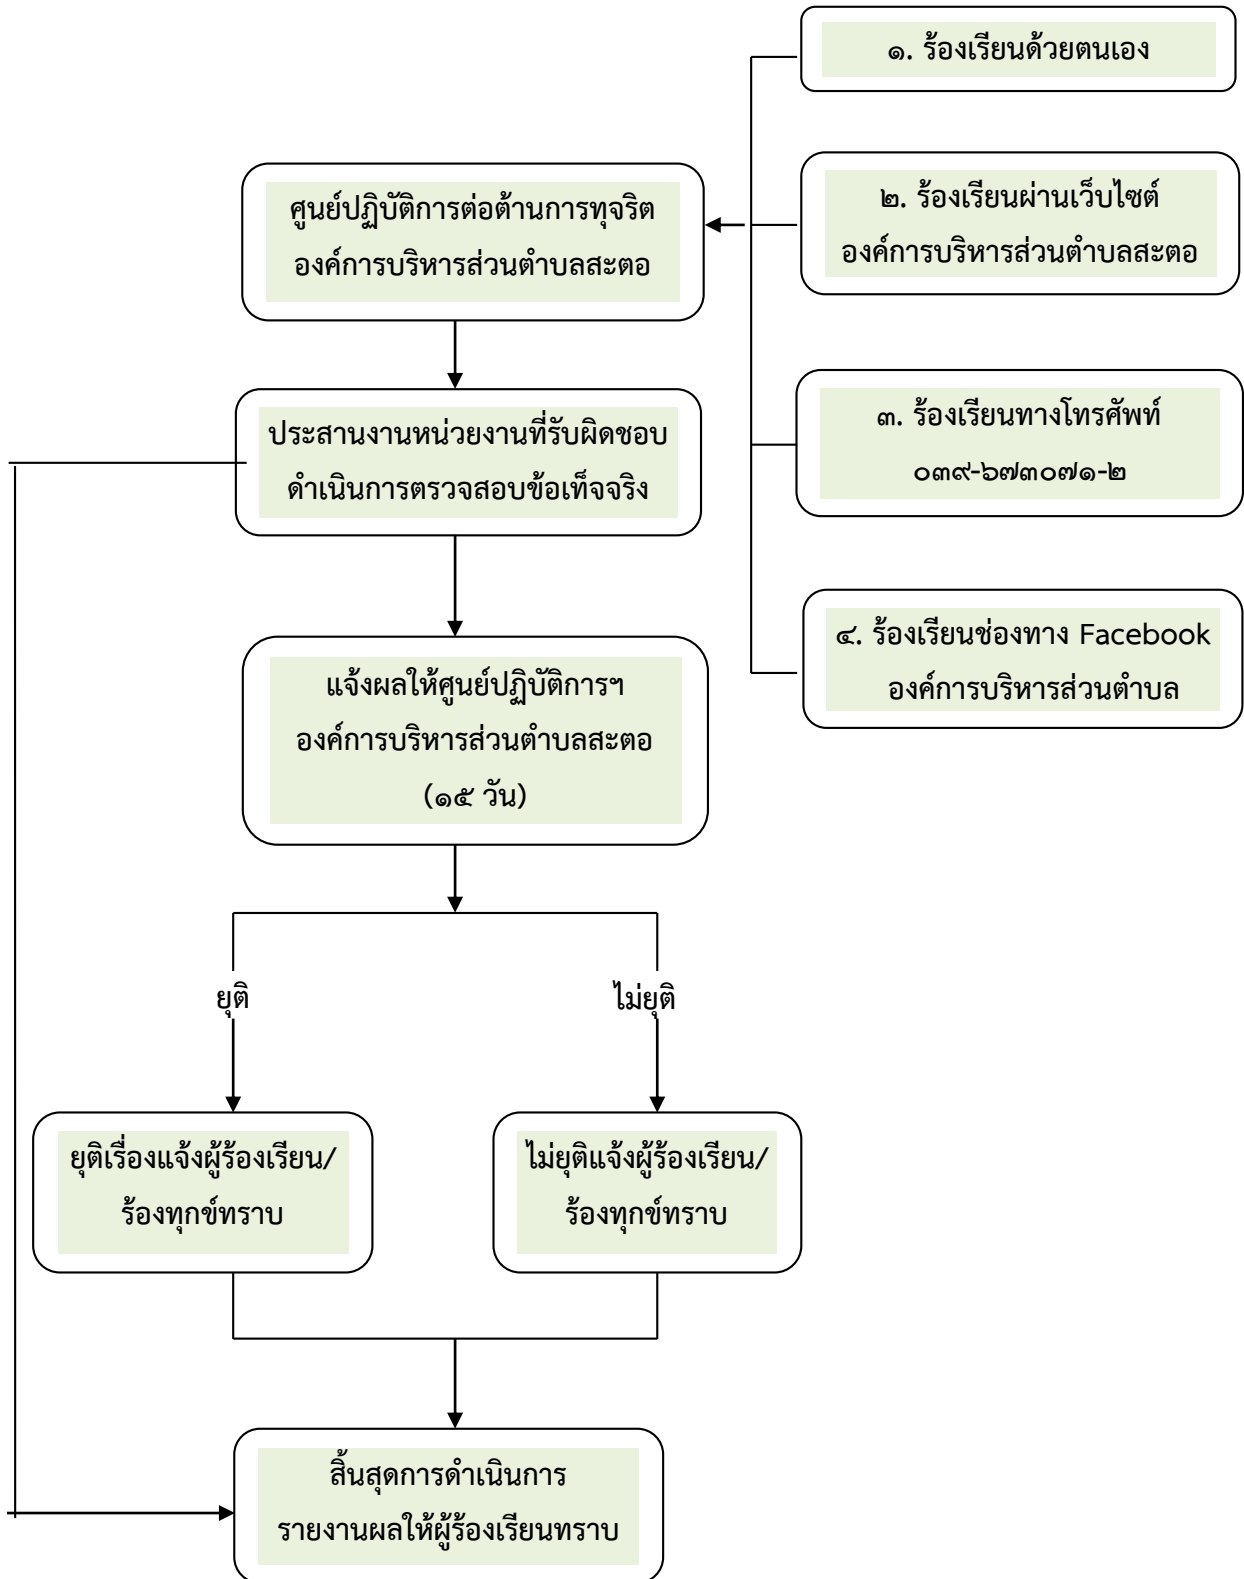 ๑. ร้องเรียนด้วยตนเอง
๒. ร้องเรียนผ่านเว็บไซต์
องค์การบริหารส่วนตำบลสะตอ
ศูนย์ปฏิบัติการต่อต้านการทุจริต
องค์การบริหารส่วนตำบลสะตอ
๓. ร้องเรียนทางโทรศัพท์
๐๓๙-๖๗๓๐๗๑-๒
ประสานงานหน่วยงานที่รับผิดชอบ
ดำเนินการตรวจสอบข้อเท็จจริง
๔. ร้องเรียนช่องทาง Facebook
องค์การบริหารส่วนตำบล
แจ้งผลให้ศูนย์ปฏิบัติการฯ
องค์การบริหารส่วนตำบลสะตอ
(๑๕ วัน)
ยุติ
ไม่ยุติ
ยุติเรื่องแจ้งผู้ร้องเรียน/
ร้องทุกข์ทราบ
ไม่ยุติแจ้งผู้ร้องเรียน/
ร้องทุกข์ทราบ
สิ้นสุดการดำเนินการ
รายงานผลให้ผู้ร้องเรียนทราบ